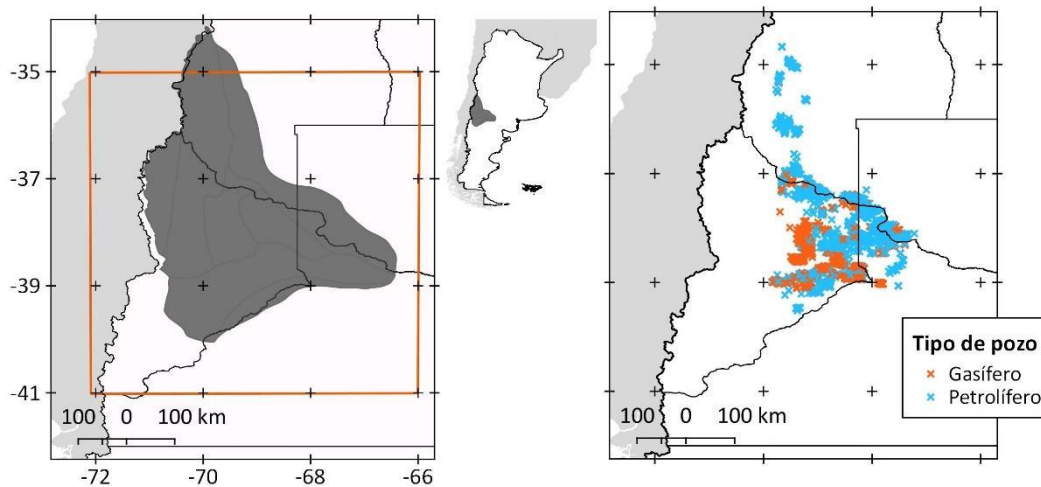 -35
-37
-39
-41
100 0 100 km
-72 -70 -68 -66
100 0 100 km
Tipo de pozo
Gasífero
Petrolífero